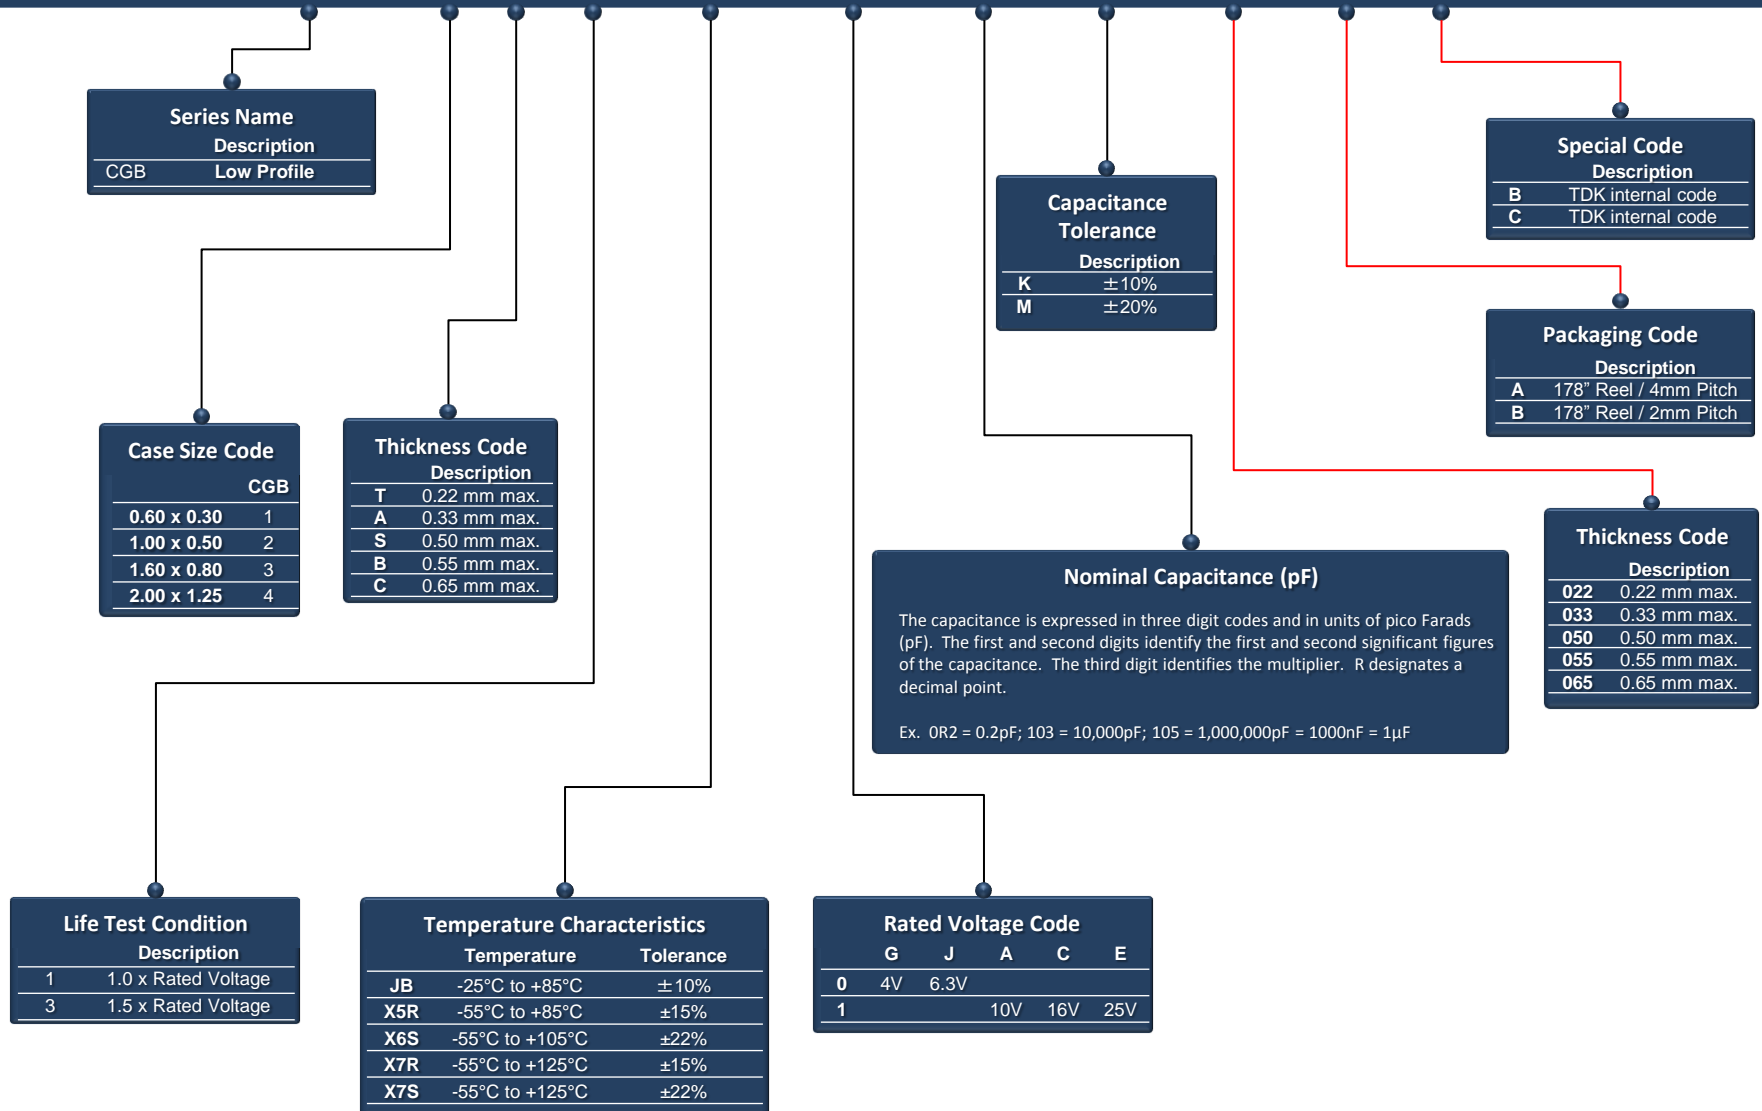 Series Name
Description
CGB Low Profile
Special Code
Description
B TDK internal code
C TDK internal code
Capacitance
Tolerance
Description
K ±10%
M ±20%
Packaging Code
Description
A 178” Reel / 4mm Pitch
B 178” Reel / 2mm Pitch
Case Size Code
CGB
0.60 x 0.30 1
1.00 x 0.50 2
1.60 x 0.80 3
2.00 x 1.25 4
Thickness Code
Description
T 0.22 mm max.
A 0.33 mm max.
S 0.50 mm max.
B 0.55 mm max.
C 0.65 mm max.
Nominal Capacitance (pF)
The capacitance is expressed in three digit codes and in units of pico Farads
(pF). The first and second digits identify the first and second significant figures
of the capacitance. The third digit identifies the multiplier. R designates a
decimal point.
Ex. 0R2 = 0.2pF; 103 = 10,000pF; 105 = 1,000,000pF = 1000nF = 1µF
Thickness Code
Description
022 0.22 mm max.
033 0.33 mm max.
050 0.50 mm max.
055 0.55 mm max.
065 0.65 mm max.
Life Test Condition
Description
1 1.0 x Rated Voltage
3 1.5 x Rated Voltage
Temperature Characteristics
Temperature Tolerance
JB -25°C to +85°C ±10%
X5R -55°C to +85°C ±15%
X6S -55°C to +105°C ±22%
X7R -55°C to +125°C ±15%
X7S -55°C to +125°C ±22%
Rated Voltage Code
G J A C E
0 4V 6.3V
1 10V 16V 25V